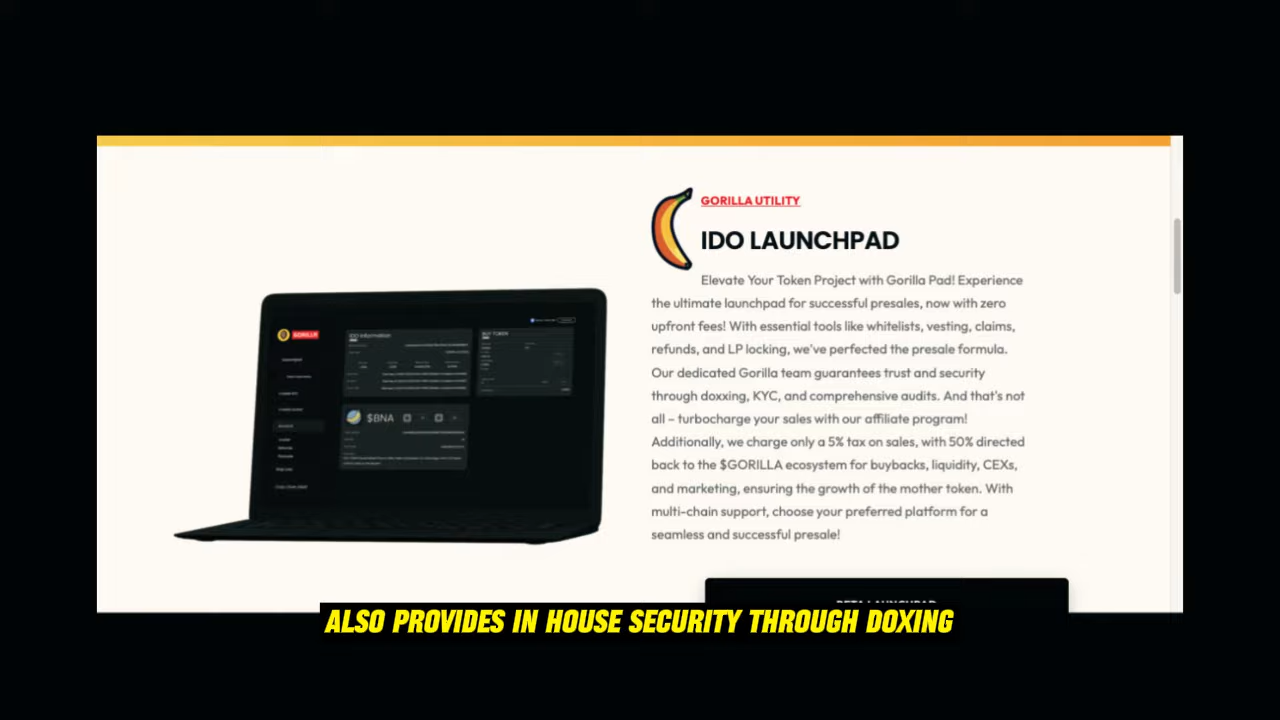 GORILLA UTILITY
IDO LAUNCHPAD
Elevate Your Token Project with Gorilla Pad! Experience
the ultimate launchpad for successful presales, now with zero
upfront fees! With essential tools like whitelists, vesting, claims,
refunds, and LP locking, we've perfected the presale formula.
Our dedicated Gorilla team guarantees trust and security
through doxxing, KYC, and comprehensive audits. And that's not
all – turbocharge your sales with our affiliate program!
Additionally, we charge only a 5% tax on sales, with 50% directed
back to the $GORILLA ecosystem for buybacks, liquidity, CEXs,
and marketing, ensuring the growth of the mother token. With
multi-chain support, choose your preferred platform for a
seamless and successful presale!
GORILLA
IDO Information
BUY TOKEN
$BNA
ALSO PROVIDES IN HOUSE SECURITY THROUGH DOXING